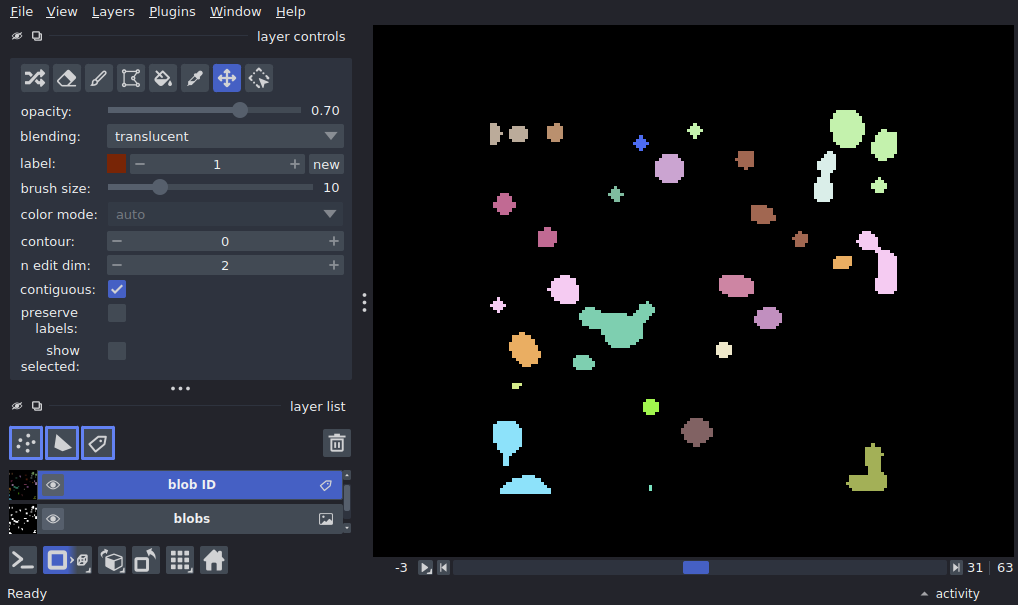 File View Layers Plugins Window Help
layer controls
opacity: 0.70
blending: translucent
label: − 1 + new
brush size: 10
color mode: auto
contour: − 0 +
n edit dim: − 2 +
contiguous:
preserve
labels:
show
selected:
layer list
blob ID
blobs
-3 31 63
Ready activity